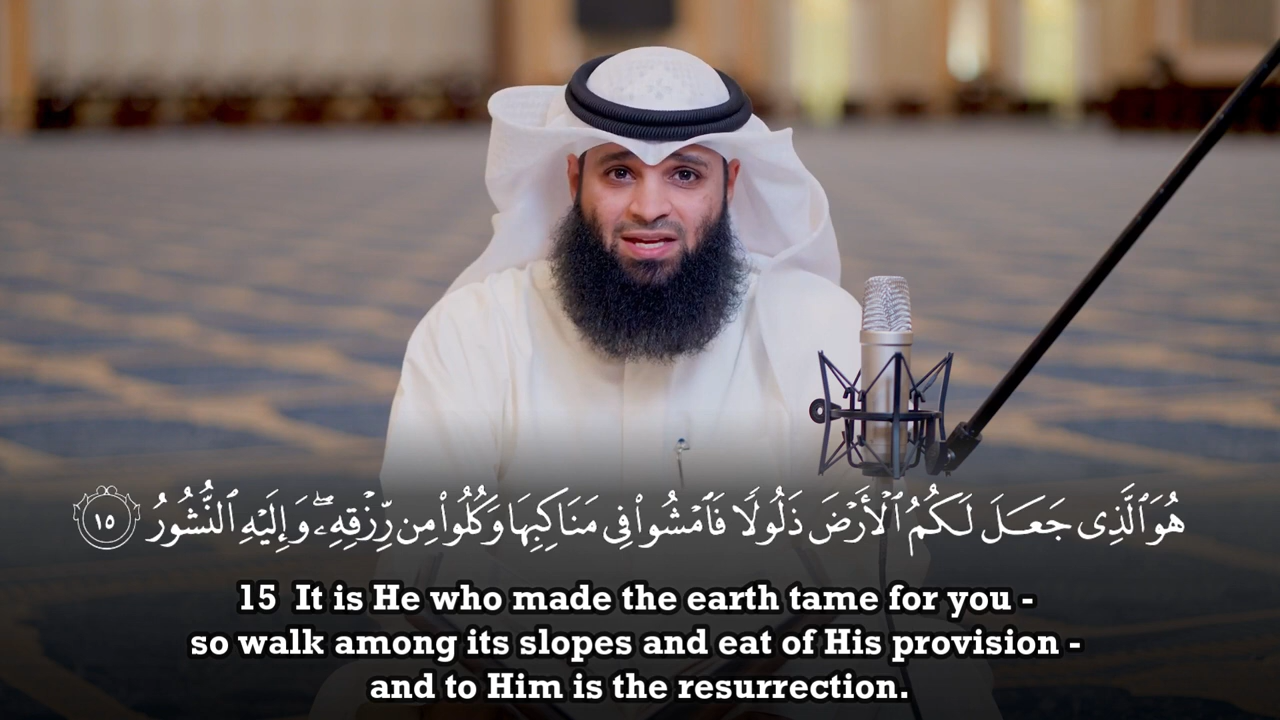 هُوَ ٱلَّذِى جَعَلَ لَكُمُ ٱلْأَرْضَ ذَلُولًا فَٱمْشُوا۟ فِى مَنَاكِبِهَا وَكُلُوا۟ مِن رِّزْقِهِۦ ۖ وَإِلَيْهِ ٱلنُّشُورُ ١٥
15 It is He who made the earth tame for you -
so walk among its slopes and eat of His provision -
and to Him is the resurrection.